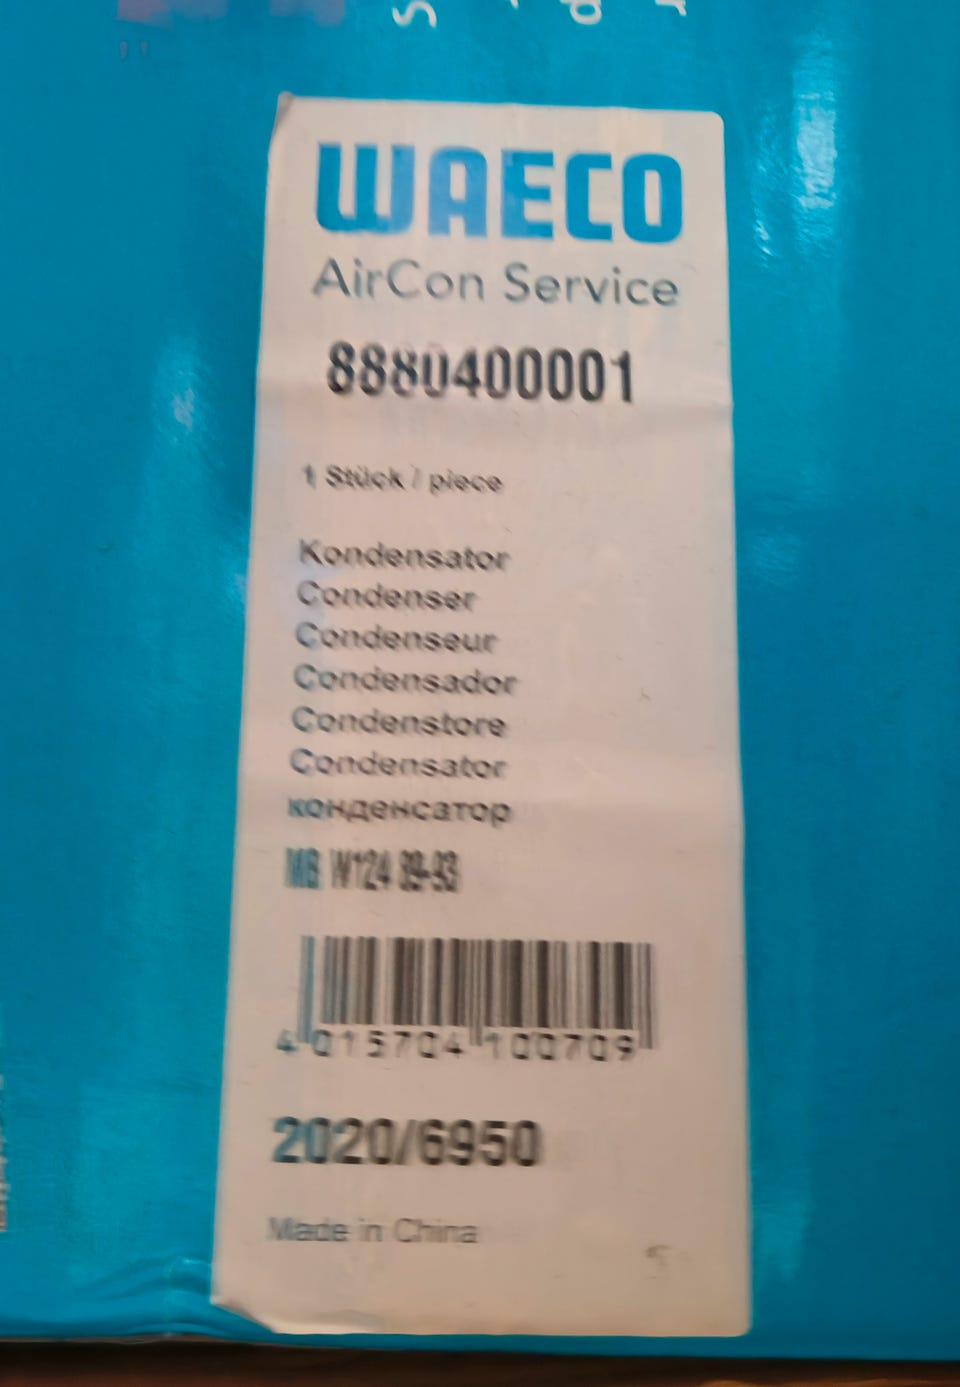 WAECO
AirCon Service
8880400001
1 Stück / piece
Kondensator
Condenser
Condenseur
Condensador
Condenstore
Condensator
конденсатор
MB W124 89-93
4 015704 100709
2020/6950
Made in China